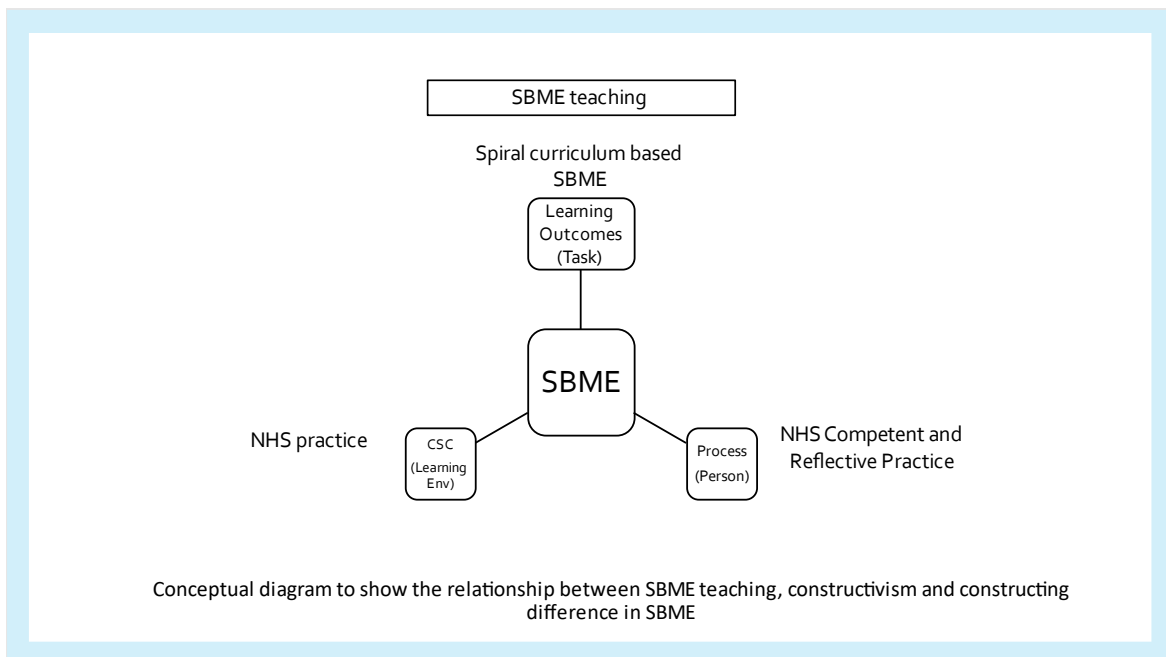 SBME teaching
Spiral curriculum based
SBME
Learning
Outcomes
(Task)
SBME
NHS practice
CSC
(Learning
Env)
Process
(Person)
NHS Competent and
Reflective Practice
Conceptual diagram to show the relationship between SBME teaching, constructivism and constructing
difference in SBME